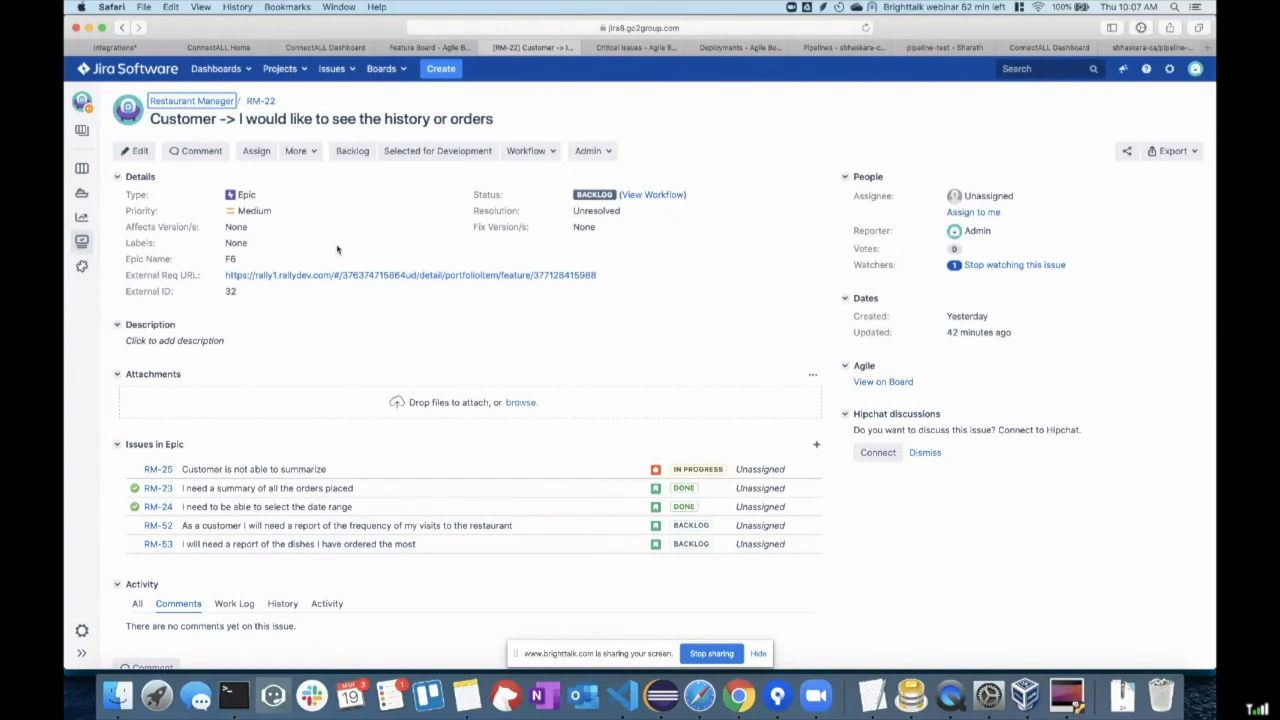 Safari File Edit View History Bookmarks Window Help Brighttalk webinar 52 min left 100% Thu 10:07 AM
jira8.go2group.com
Integrations* ConnectALL Home ConnectALL Dashboard Feature Board - Agile B... [RM-22] Customer -> I... Critical Issues - Agile B... Deployments - Agile Bo... Pipelines - sbhaskara-c... pipeline-test - Sharath ConnectALL Dashboard sbhaskara-ca/pipeline-...
Jira Software Dashboards Projects Issues Boards Create Search
Restaurant Manager / RM-22
Customer -> I would like to see the history or orders
Edit Comment Assign More Backlog Selected for Development Workflow Admin Export
Details
Type: Epic
Priority: Medium
Affects Version/s: None
Labels: None
Epic Name: F6
External Req URL: https://rally1.rallydev.com/#/376374715864ud/detail/portfolioitem/feature/377128415988
External ID: 32
Status: BACKLOG (View Workflow)
Resolution: Unresolved
Fix Version/s: None
Description
Click to add description
Attachments
Drop files to attach, or browse.
Issues in Epic
RM-25 Customer is not able to summarize IN PROGRESS Unassigned
RM-23 I need a summary of all the orders placed DONE Unassigned
RM-24 I need to be able to select the date range DONE Unassigned
RM-52 As a customer I will need a report of the frequency of my visits to the restaurant BACKLOG Unassigned
RM-53 I will need a report of the dishes I have ordered the most BACKLOG Unassigned
Activity
All Comments Work Log History Activity
There are no comments yet on this issue.
Comment
People
Assignee: Unassigned
Assign to me
Reporter: Admin
Votes: 0
Watchers: 1 Stop watching this issue
Dates
Created: Yesterday
Updated: 42 minutes ago
Agile
View on Board
Hipchat discussions
Do you want to discuss this issue? Connect to Hipchat.
Connect Dismiss
www.brighttalk.com is sharing your screen. Stop sharing Hide